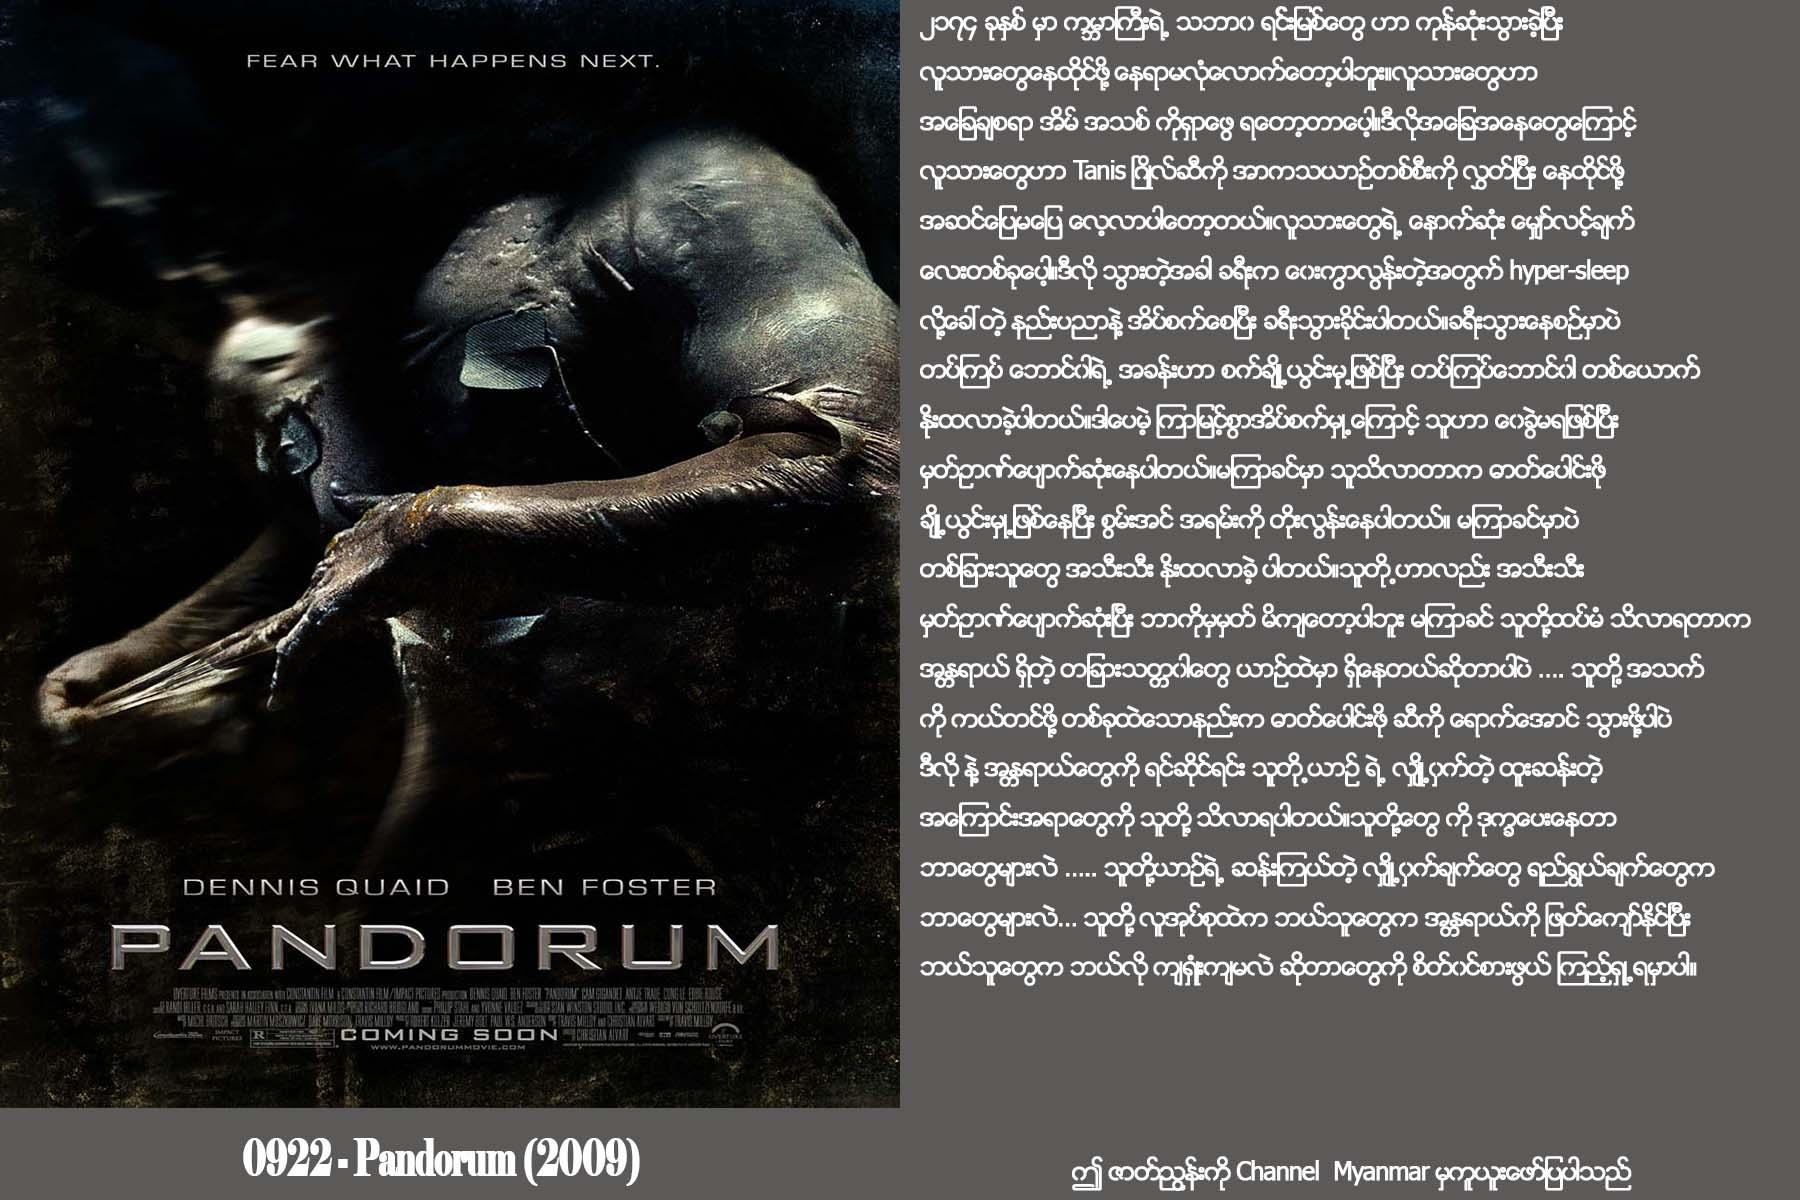 FEAR WHAT HAPPENS NEXT.
DENNIS QUAID BEN FOSTER
PANDORUM
COMING SOON
WWW.PANDORUMMOVIE.COM
0922 - Pandorum (2009)
၂၁၇၄ ခုနှစ် မှာ ကမ္ဘာကြီးရဲ့ သဘာဝ ရင်းမြစ်တွေ ဟာ ကုန်ဆုံးသွားခဲ့ပြီး
လူသားတွေနေထိုင်ဖို့ နေရာမလုံလောက်တော့ပါဘူး။လူသားတွေဟာ
အခြေချစရာ အိမ် အသစ် ကိုရှာဖွေ ရတော့တာပေါ့။ဒီလိုအခြေအနေတွေကြောင့်
လူသားတွေဟာ Tanis ဂြိုလ်ဆီကို အာကသယာဉ်တစ်စီးကို လွှတ်ပြီး နေထိုင်ဖို့
အဆင်ပြေမပြေ လေ့လာပါတော့တယ်။လူသားတွေရဲ့ နောက်ဆုံး မျှော်လင့်ချက်
လေးတစ်ခုပေါ့။ဒီလို သွားတဲ့အခါ ခရီးက ဝေးကွာလွန်းတဲ့အတွက် hyper-sleep
လို့ခေါ် တဲ့ နည်းပညာနဲ့ အိပ်စက်စေပြီး ခရီးသွားခိုင်းပါတယ်။ခရီးသွားနေစဉ်မှာပဲ
တပ်ကြပ် ဘောင်ဝါရဲ့ အခန်းဟာ စက်ချို့ယွင်းမှု့ဖြစ်ပြီး တပ်ကြပ်ဘောင်ဝါ တစ်ယောက်
နိုးထလာခဲ့ပါတယ်။ဒါပေမဲ့ ကြာမြင့်စွာအိပ်စက်မှု့ကြောင့် သူဟာ ဝေခွဲမရဖြစ်ပြီး
မှတ်ဉာဏ်ပျောက်ဆုံးနေပါတယ်။မကြာခင်မှာ သူသိလာတာက ဓာတ်ပေါင်းဖို
ချို့ယွင်းမှု့ဖြစ်နေပြီး စွမ်းအင် အရမ်းကို တိုးလွန်းနေပါတယ်။ မကြာခင်မှာပဲ
တစ်ခြားသူတွေ အသီးသီး နိုးထလာခဲ့ ပါတယ်။သူတို့ဟာလည်း အသီးသီး
မှတ်ဉာဏ်ပျောက်ဆုံးပြီး ဘာကိုမှမှတ် မိကျတော့ပါဘူး မကြာခင် သူတို့ထပ်မံ သိလာရတာက
အန္တရာယ် ရှိတဲ့ တခြားသတ္တဝါတွေ ယာဉ်ထဲမှာ ရှိနေတယ်ဆိုတာပါပဲ .... သူတို့ အသက်
ကို ကယ်တင်ဖို့ တစ်ခုထဲသောနည်းက ဓာတ်ပေါင်းဖို ဆီကို ရောက်အောင် သွားဖို့ပါပဲ
ဒီလို နဲ့ အန္တရာယ်တွေကို ရင်ဆိုင်ရင်း သူတို့ယာဉ် ရဲ့ လျှို့ဝှက်တဲ့ ထူးဆန်းတဲ့
အကြောင်းအရာတွေကို သူတို့ သိလာရပါတယ်။သူတို့တွေ ကို ဒုက္ခပေးနေတာ
ဘာတွေများလဲ ..... သူတို့ယာဉ်ရဲ့ ဆန်းကြယ်တဲ့ လျှို့ဝှက်ချက်တွေ ရည်ရွယ်ချက်တွေက
ဘာတွေများလဲ... သူတို့ လူအုပ်စုထဲက ဘယ်သူတွေက အန္တရာယ်ကို ဖြတ်ကျော်နိုင်ပြီး
ဘယ်သူတွေက ဘယ်လို ကျရှုံးကျမလဲ ဆိုတာတွေကို စိတ်ဝင်စားဖွယ် ကြည့်ရှု့ရမှာပါ။
ဤ ဇာတ်ညွှန်းကို Channel Myanmar မှကူယူးဖော်ပြပါသည်